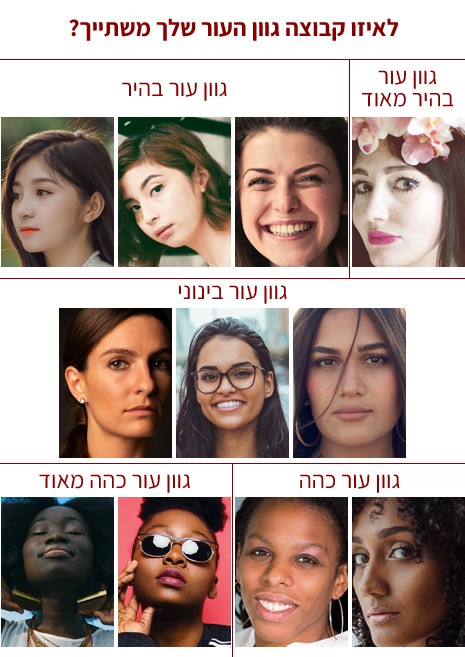 לאיזו קבוצה גוון העור שלך משתייך?
גוון עור
בהיר מאוד
גוון עור בהיר
גוון עור בינוני
גוון עור כהה
גוון עור כהה מאוד